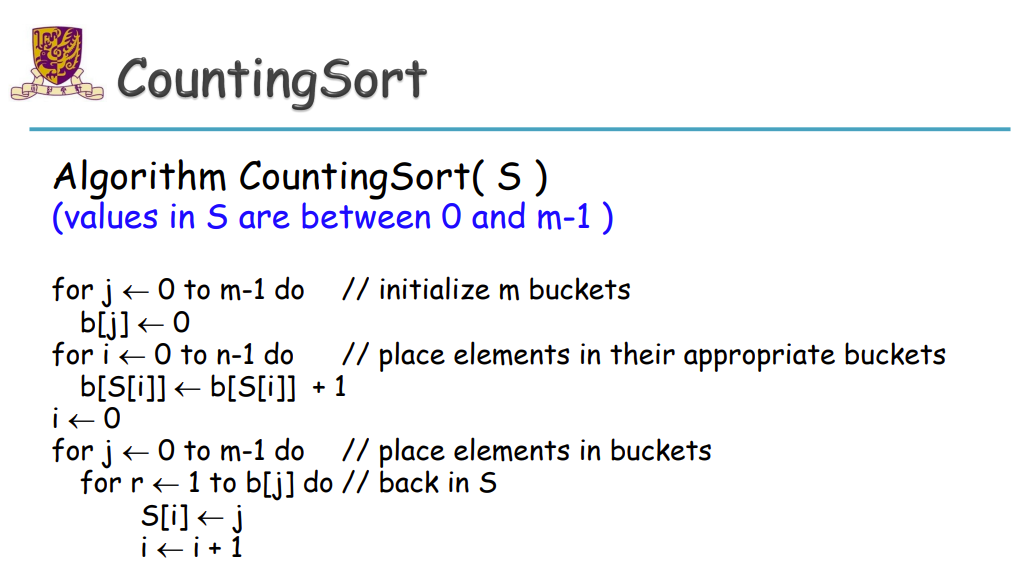 CountingSort
Algorithm CountingSort( S )
(values in S are between 0 and m-1 )
for j ← 0 to m-1 do // initialize m buckets
b[j] ← 0
for i ← 0 to n-1 do // place elements in their appropriate buckets
b[S[i]] ← b[S[i]] + 1
i ← 0
for j ← 0 to m-1 do // place elements in buckets
for r ← 1 to b[j] do // back in S
S[i] ← j
i ← i + 1